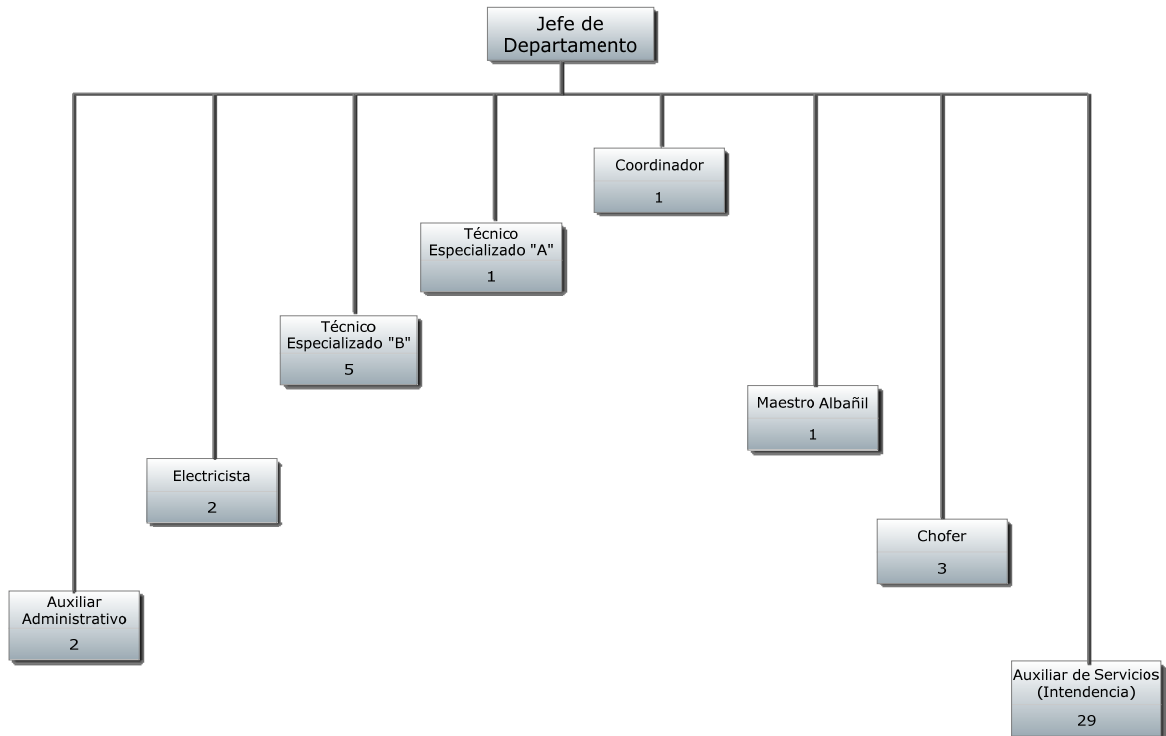 Jefe de
Departamento
Coordinador
1
Técnico
Especializado "A"
1
Técnico
Especializado "B"
5
Maestro Albañil
1
Electricista
2
Chofer
3
Auxiliar
Administrativo
2
Auxiliar de Servicios
(Intendencia)
29